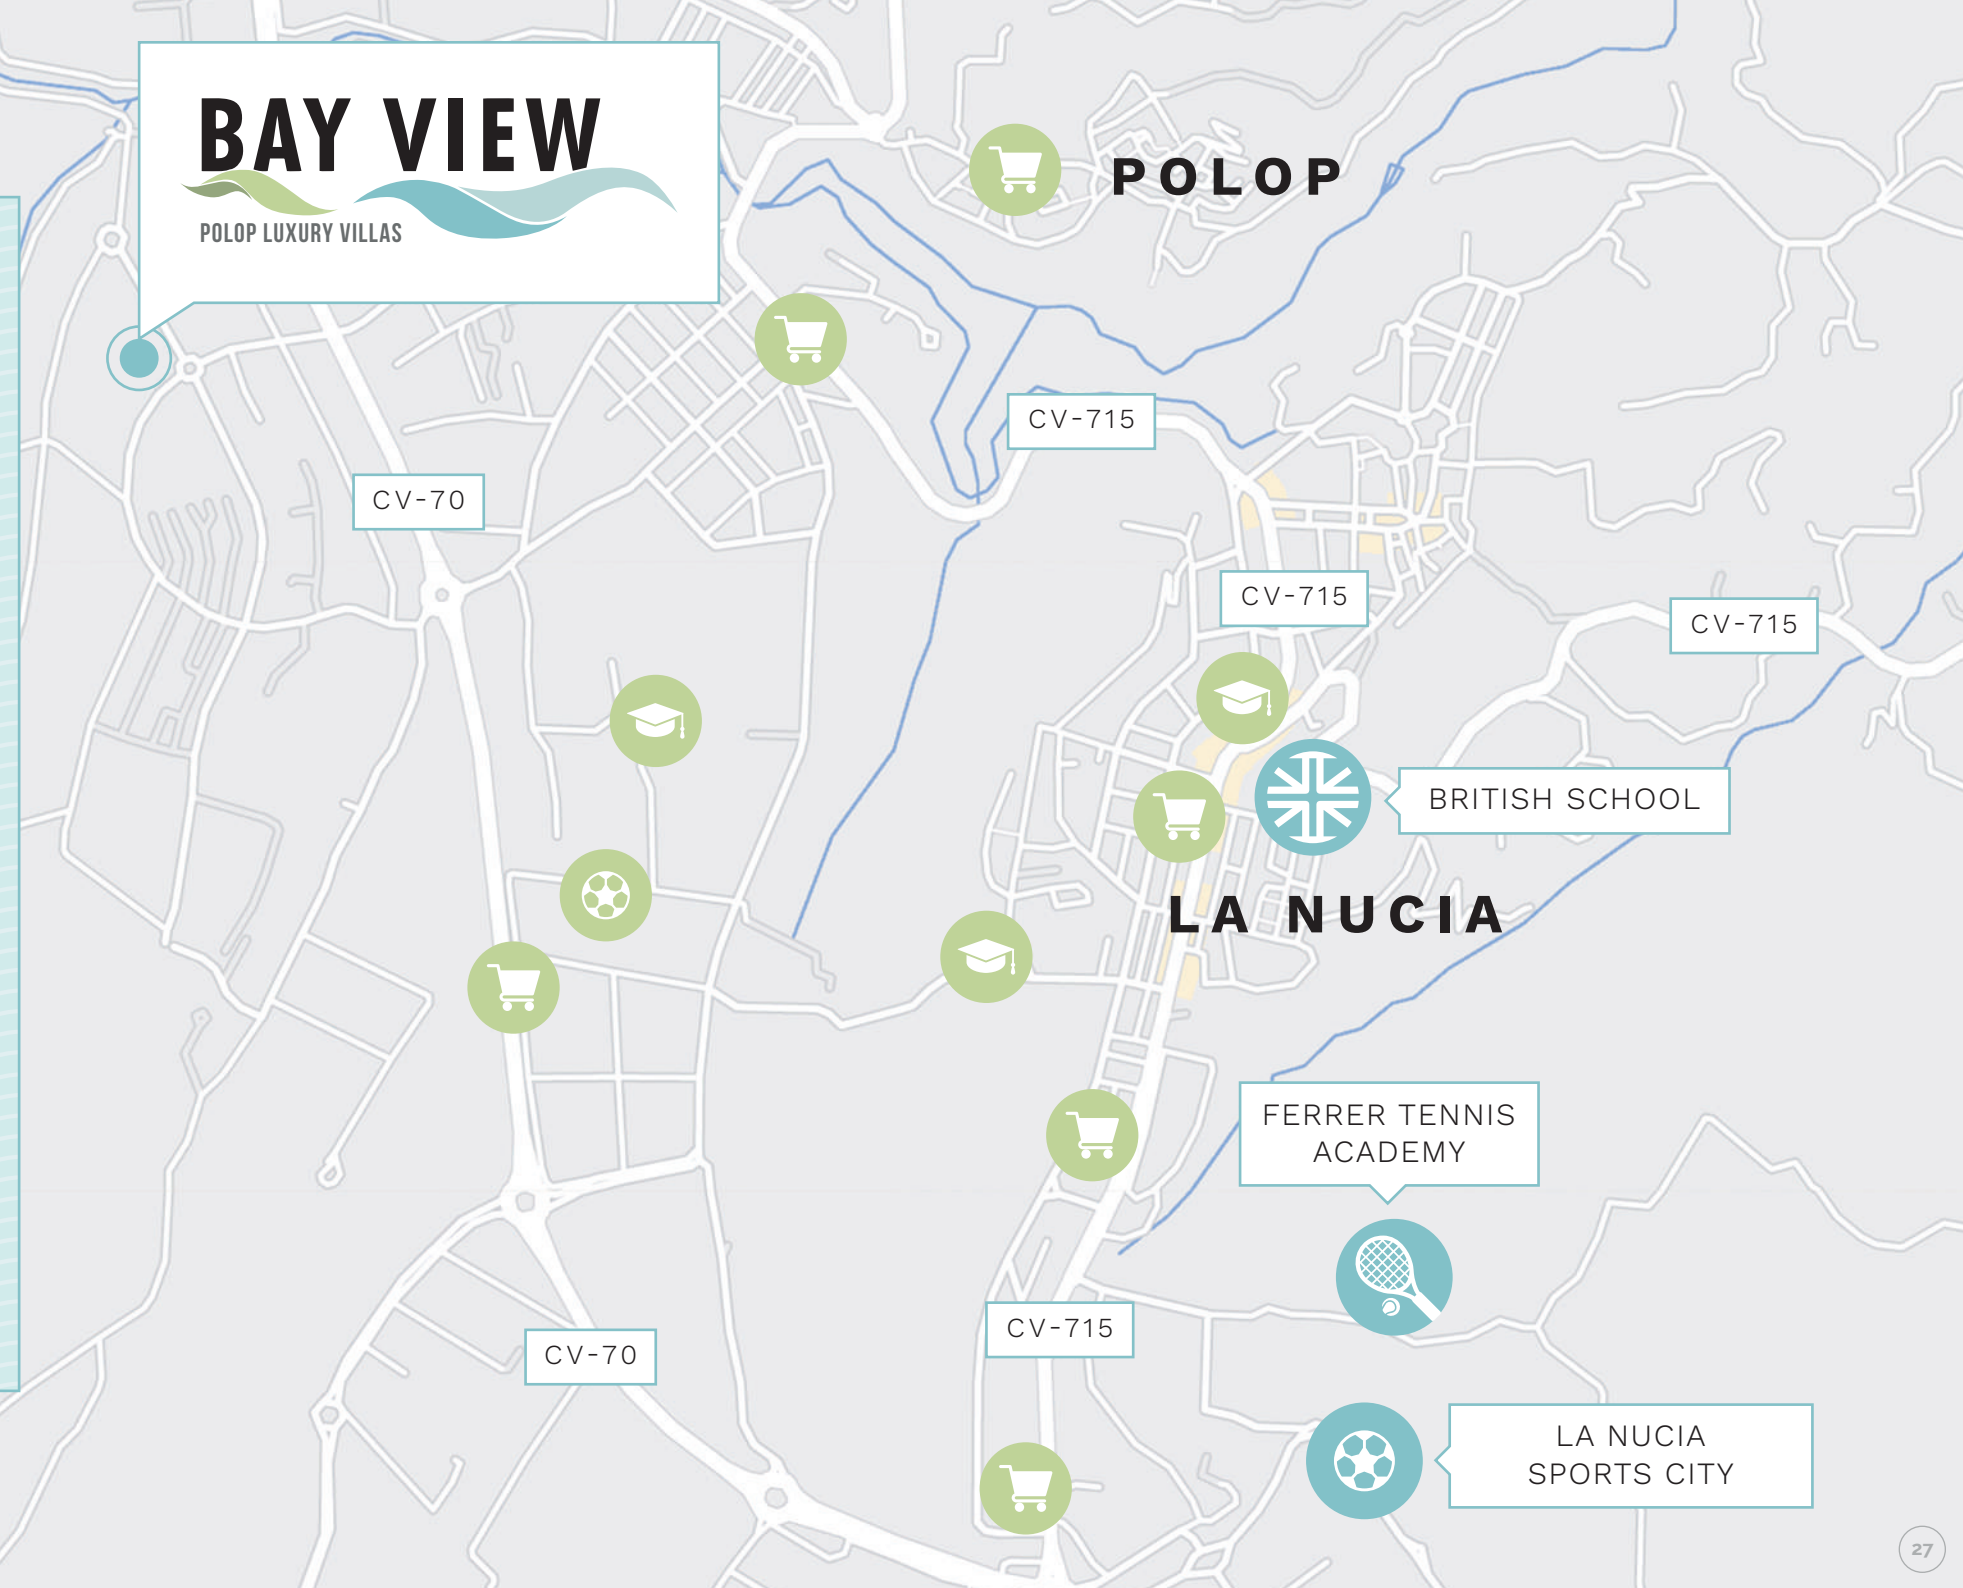 BAY VIEW
POLOP LUXURY VILLAS
POLOP
CV-715
CV-70
CV-715
CV-715
BRITISH SCHOOL
LA NUCIA
FERRER TENNIS
ACADEMY
CV-715
CV-70
LA NUCIA
SPORTS CITY
27